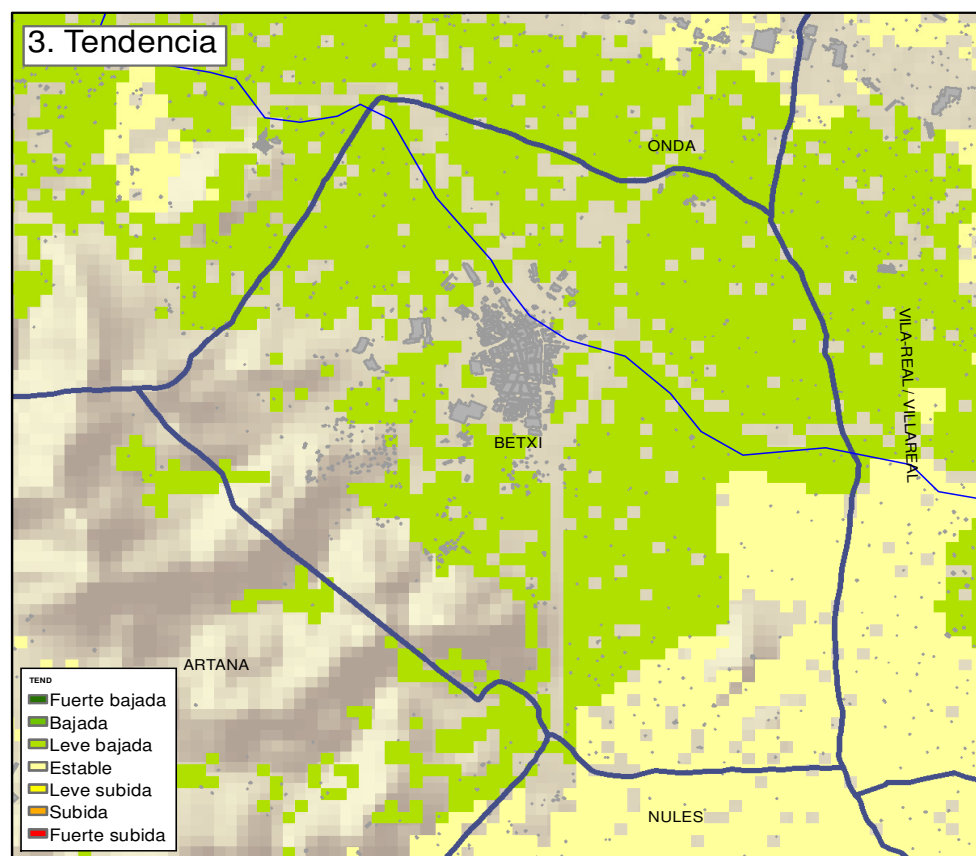 3. Tendencia
ONDA
VILA-REAL / VILLAREAL
BETXI
ARTANA
NULES
TEND
Fuerte bajada
Bajada
Leve bajada
Estable
Leve subida
Subida
Fuerte subida